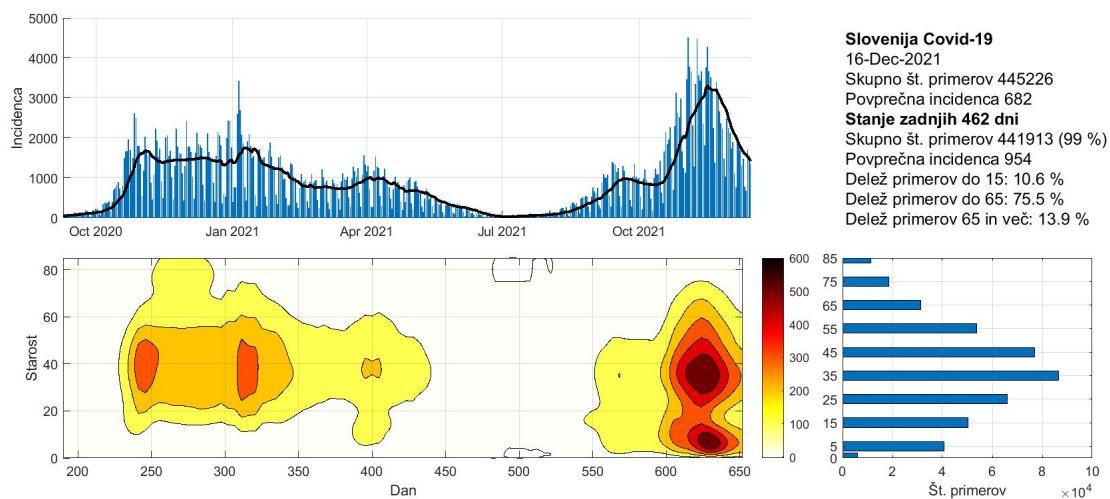 5000
4000
3000
2000
1000
0
Incidenca
Oct 2020
Jan 2021
Apr 2021
Jul 2021
Oct 2021
Slovenija Covid-19
16-Dec-2021
Skupno št. primerov 445226
Povprečna incidenca 682
Stanje zadnjih 462 dni
Skupno št. primerov 441913 (99 %)
Povprečna incidenca 954
Delež primerov do 15: 10.6 %
Delež primerov do 65: 75.5 %
Delež primerov 65 in več: 13.9 %
80
60
40
20
0
Starost
200
250
300
350
400
450
500
550
600
650
Dan
600
500
400
300
200
100
0
85
75
65
55
45
35
25
15
5
0
0
2
4
6
8
10
Št. primerov
×10⁴